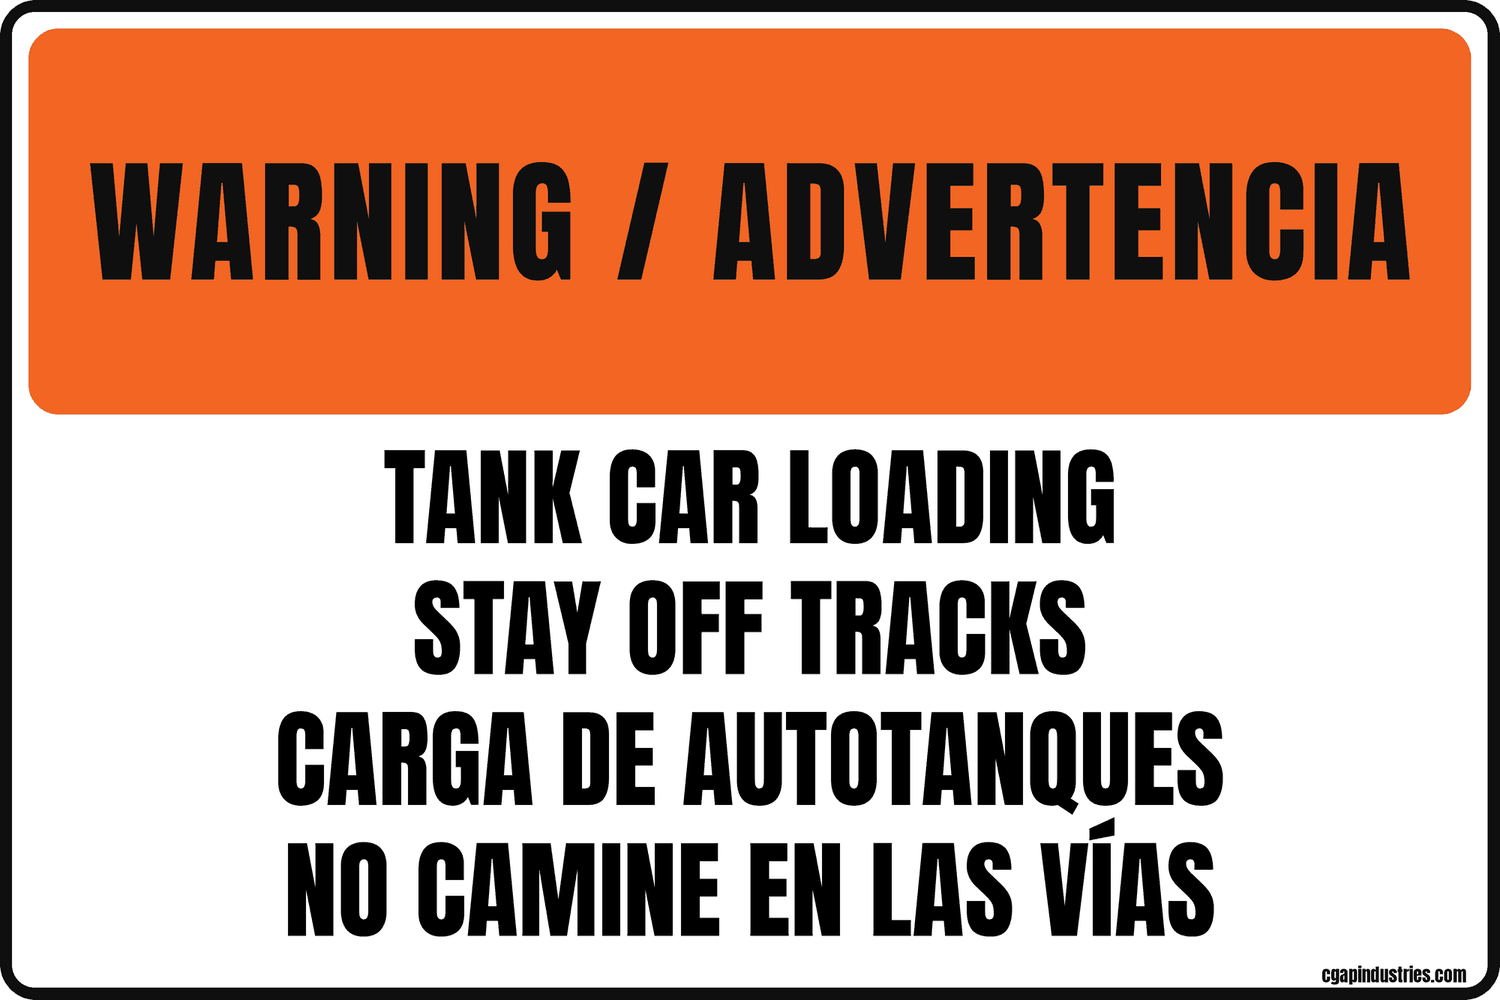 WARNING / ADVERTENCIA
TANK CAR LOADING
STAY OFF TRACKS
CARGA DE AUTOTANQUES
NO CAMINE EN LAS VÍAS
cgapindustries.com